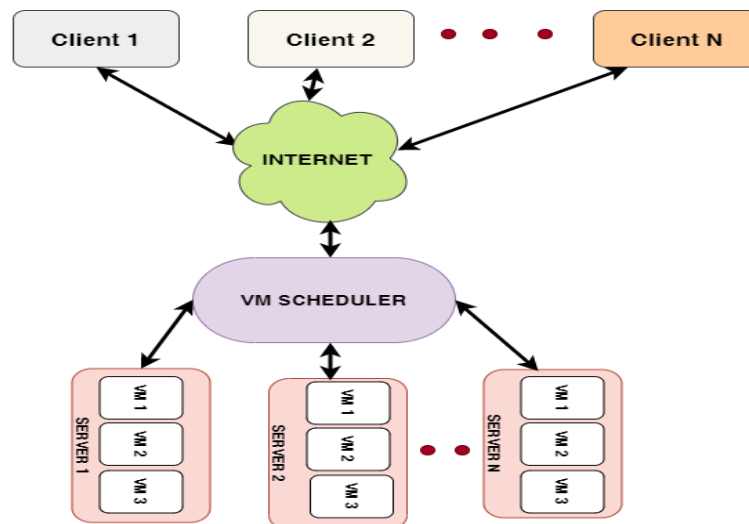 Client 1
Client 2
Client N
INTERNET
VM SCHEDULER
SERVER 1
VM 1
VM 2
VM 3
SERVER 2
VM 1
VM 2
VM 3
SERVER N
VM 1
VM 2
VM 3